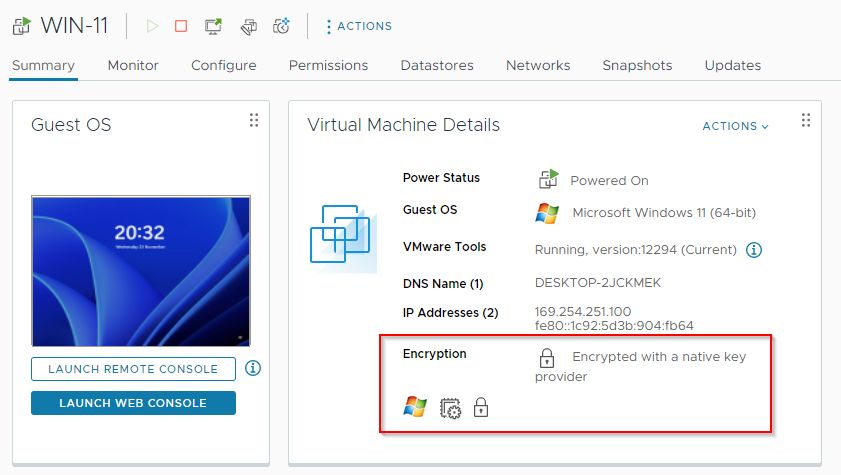 WIN-11
ACTIONS
Summary
Monitor
Configure
Permissions
Datastores
Networks
Snapshots
Updates
Guest OS
20:32
LAUNCH REMOTE CONSOLE
LAUNCH WEB CONSOLE
Virtual Machine Details
ACTIONS
Power Status
Powered On
Guest OS
Microsoft Windows 11 (64-bit)
VMware Tools
Running, version:12294 (Current)
DNS Name (1)
DESKTOP-2JCKMEK
IP Addresses (2)
169.254.251.100
fe80::1c92:5d3b:904:fb64
Encryption
Encrypted with a native key
provider